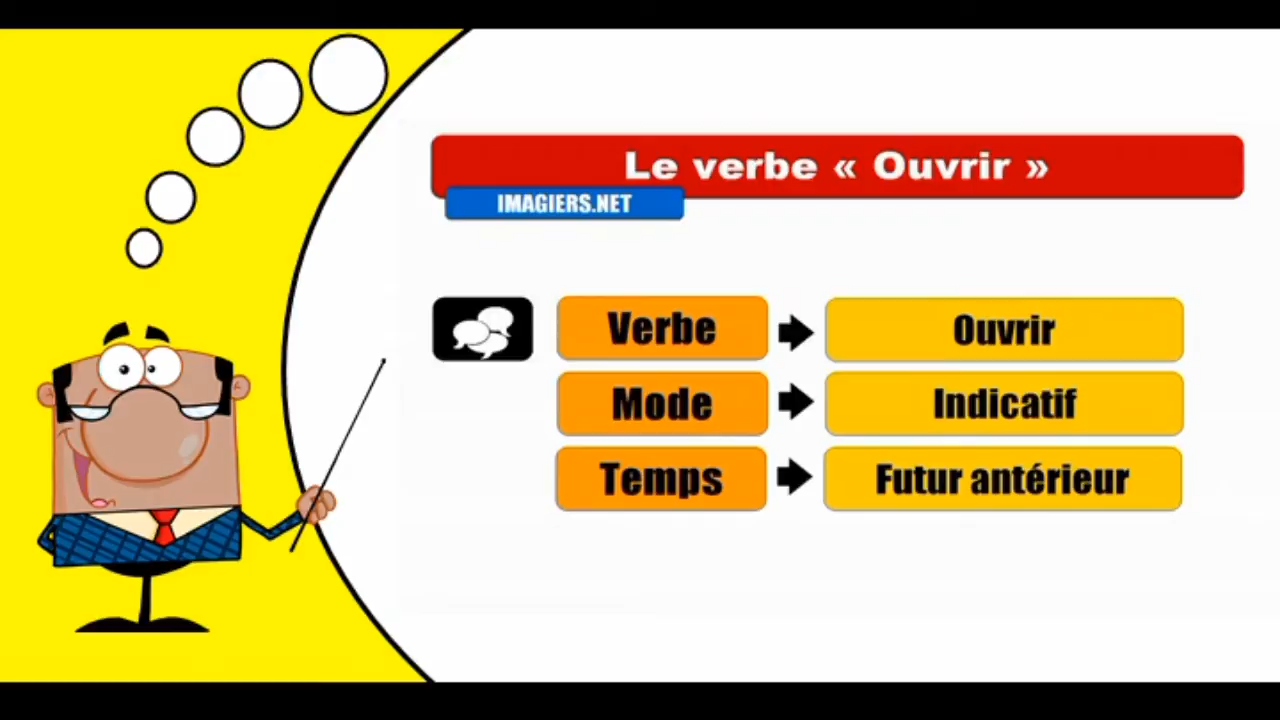 Le verbe « Ouvrir »
IMAGIERS.NET
Verbe Ouvrir
Mode Indicatif
Temps Futur antérieur